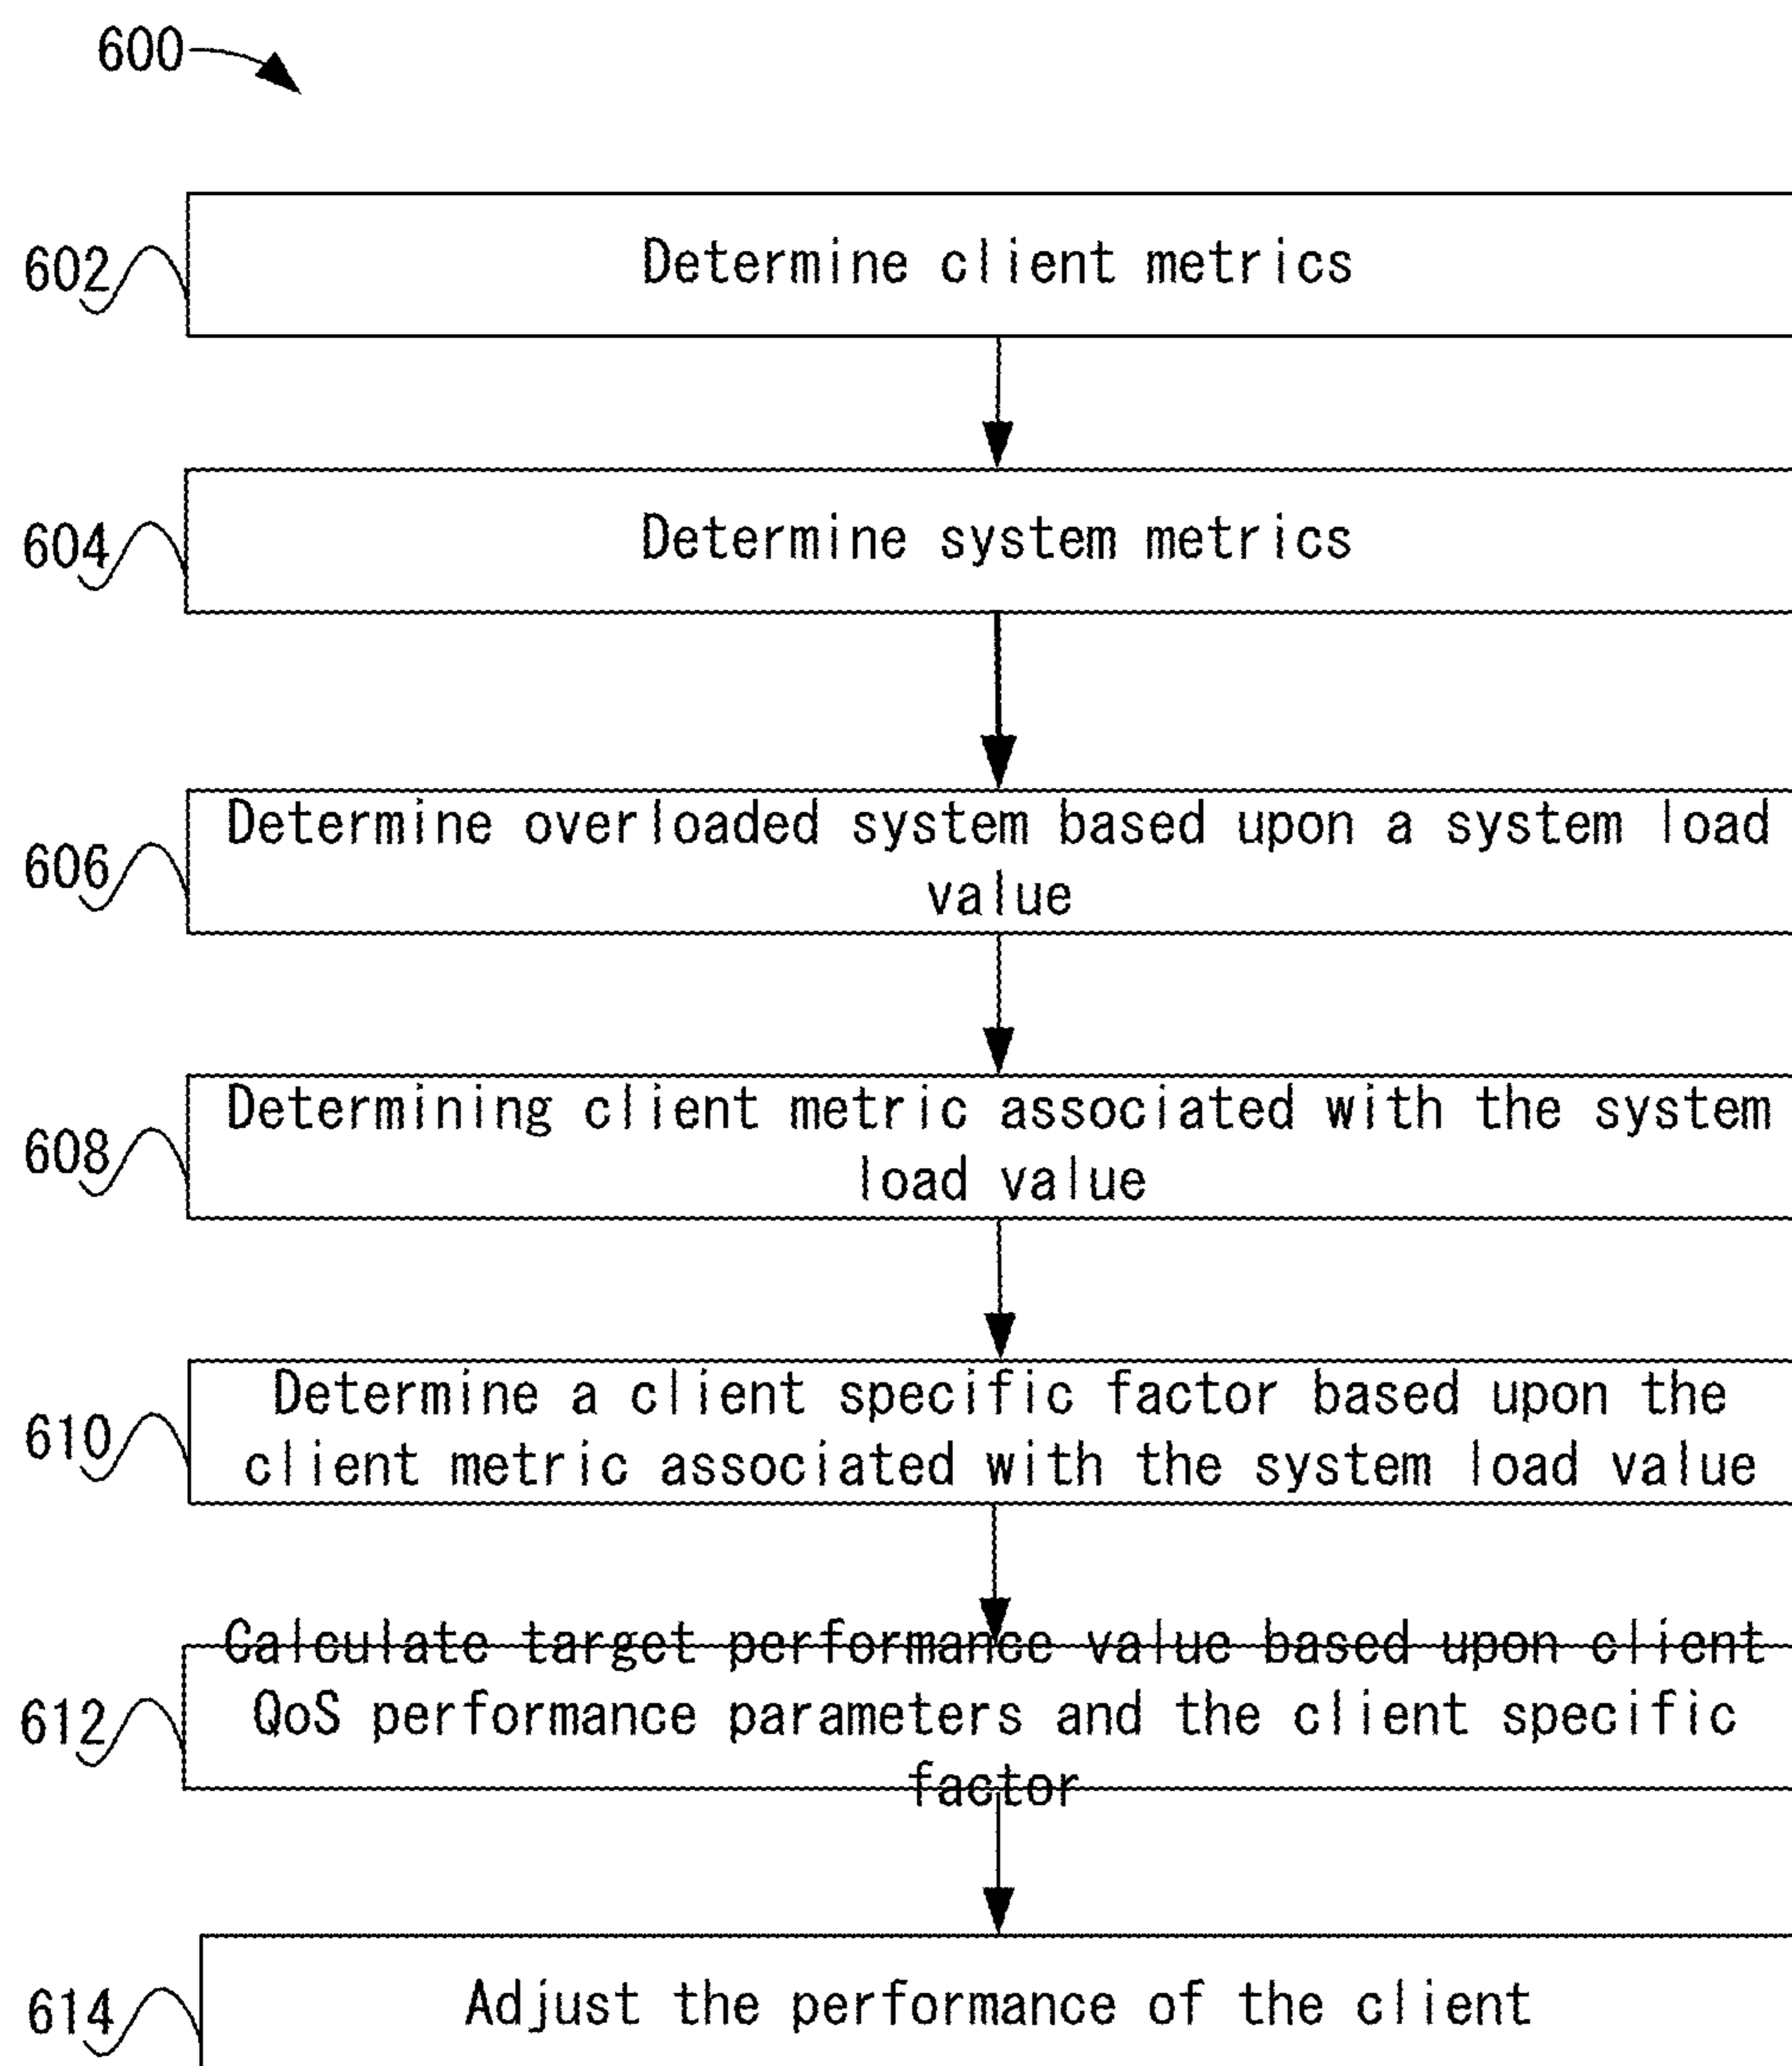 600
602
Determine client metrics
604
Determine system metrics
606
Determine overloaded system based upon a system load
value
608
Determining client metric associated with the system
load value
610
Determine a client specific factor based upon the
client metric associated with the system load value
612
Calculate target performance value based upon client
QoS performance parameters and the client specific
factor
614
Adjust the performance of the client